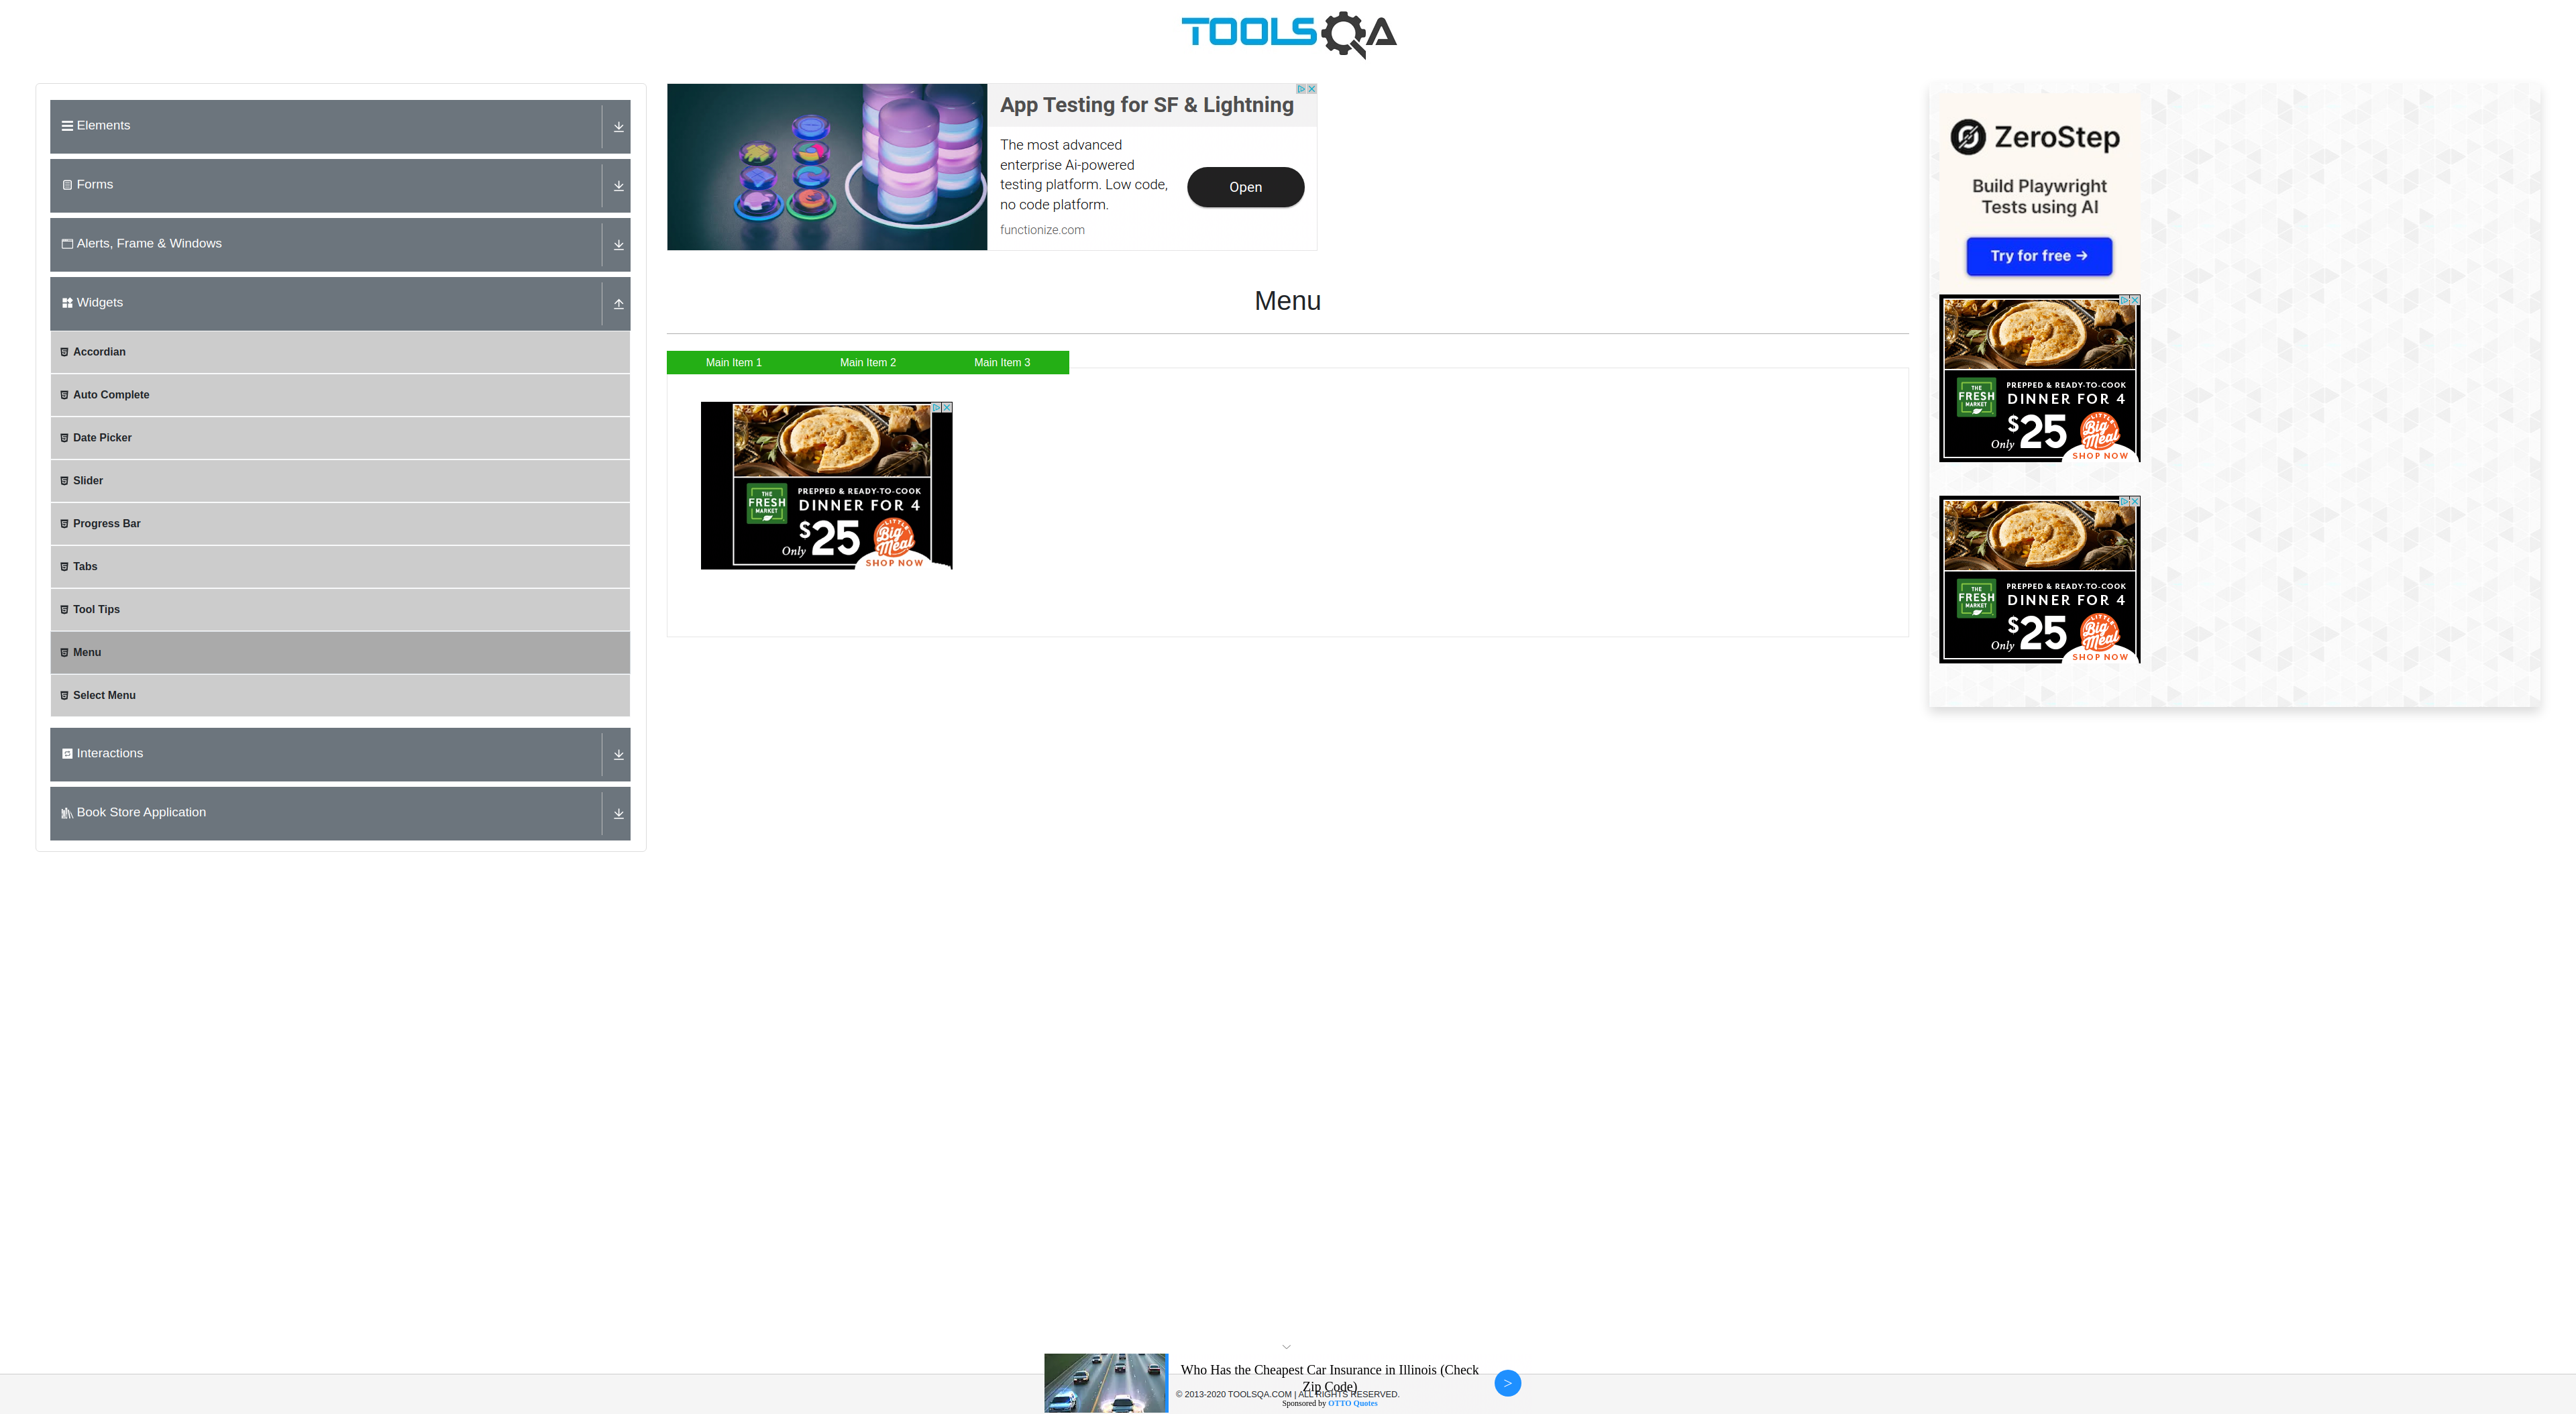 TOOLSQA
Elements
Forms
Alerts, Frame & Windows
Widgets
Accordian
Auto Complete
Date Picker
Slider
Progress Bar
Tabs
Tool Tips
Menu
Select Menu
Interactions
Book Store Application
App Testing for SF & Lightning
The most advanced
enterprise Ai-powered
testing platform. Low code,
no code platform.
functionize.com
Open
Menu
Main Item 1
Main Item 2
Main Item 3
THE
FRESH
MARKET
PREPPED & READY-TO-COOK
DINNER FOR 4
Only $25
LITTLE
Big
Meal
SHOP NOW
ZeroStep
Build Playwright
Tests using AI
Try for free →
THE
FRESH
MARKET
PREPPED & READY-TO-COOK
DINNER FOR 4
Only $25
LITTLE
Big
Meal
SHOP NOW
THE
FRESH
MARKET
PREPPED & READY-TO-COOK
DINNER FOR 4
Only $25
LITTLE
Big
Meal
SHOP NOW
Who Has the Cheapest Car Insurance in Illinois (Check
Zip Code)
© 2013-2020 TOOLSQA.COM | ALL RIGHTS RESERVED.
Sponsored by OTTO Quotes
>